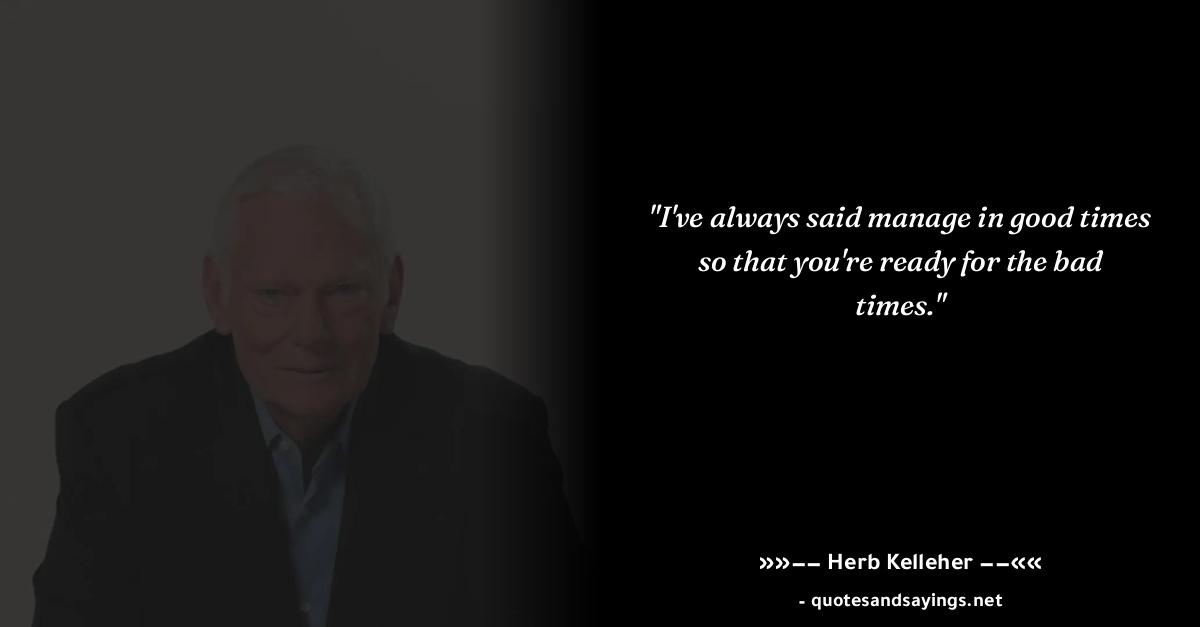 "I've always said manage in good times
so that you're ready for the bad
times."
»»−− Herb Kelleher −−««
- quotesandsayings.net